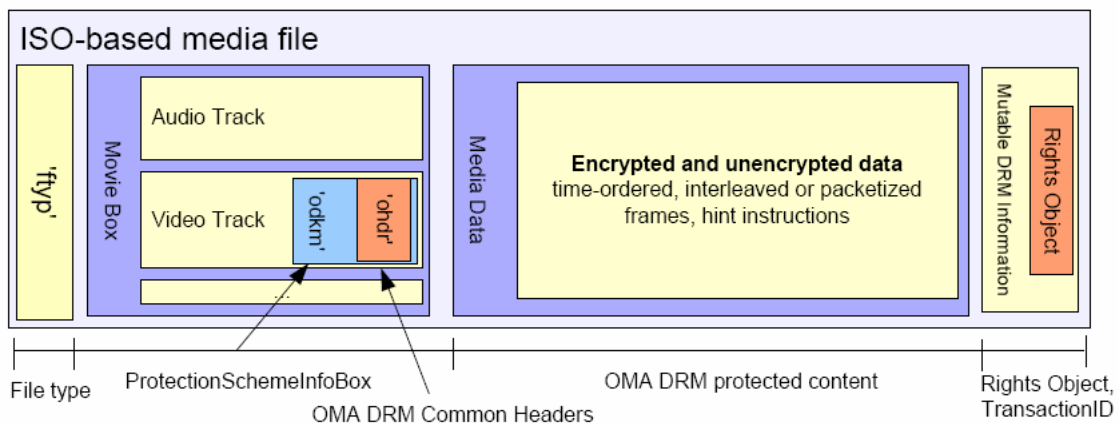 ISO-based media file
'ftyp'
Movie Box
Audio Track
Video Track
'odkm'
'ohdr'
...
Media Data
Encrypted and unencrypted data
time-ordered, interleaved or packetized
frames, hint instructions
Mutable DRM Information
Rights Object
File type
ProtectionSchemeInfoBox
OMA DRM Common Headers
OMA DRM protected content
Rights Object,
TransactionID